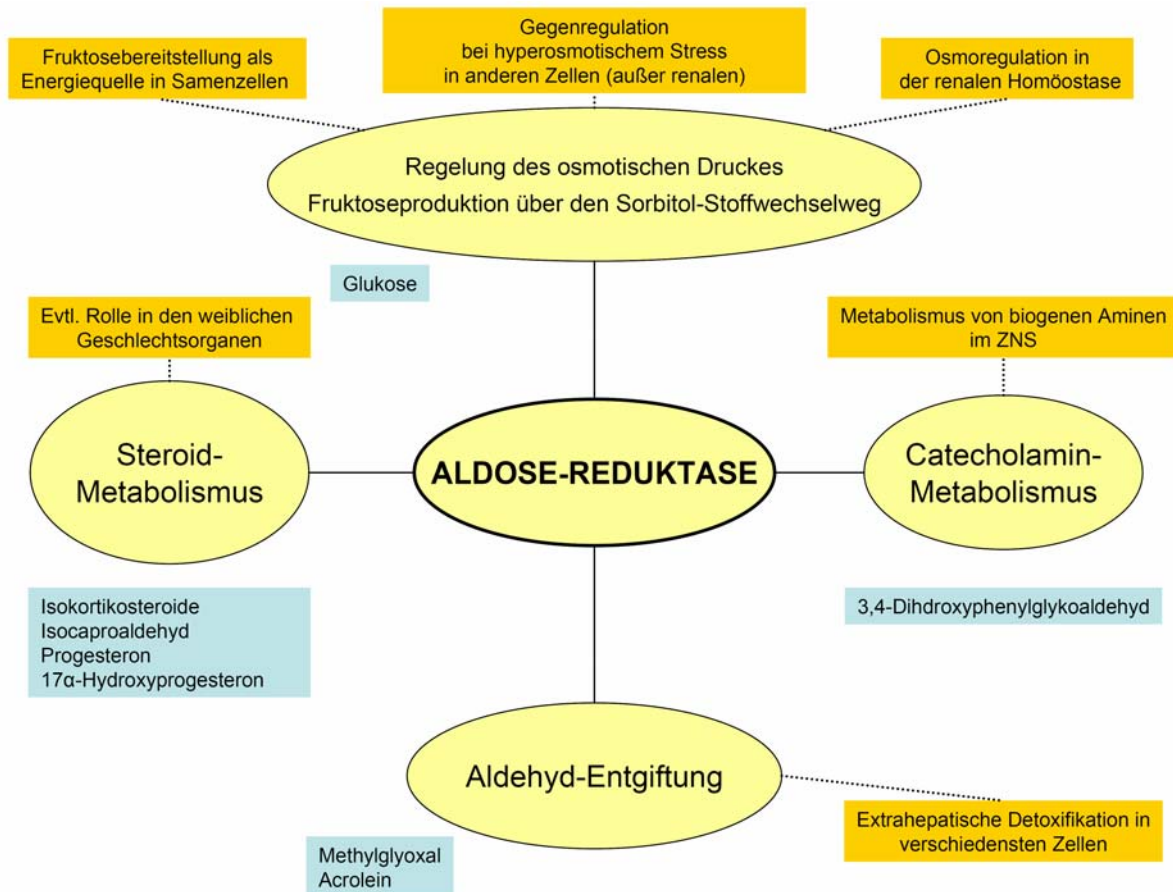 Gegenregulation
bei hyperosmotischem Stress
in anderen Zellen (außer renalen)
Fruktosebereitstellung als
Energiequelle in Samenzellen
Osmoregulation in
der renalen Homöostase
Regelung des osmotischen Druckes
Fruktoseproduktion über den Sorbitol-Stoffwechselweg
Glukose
Evtl. Rolle in den weiblichen
Geschlechtsorganen
Metabolismus von biogenen Aminen
im ZNS
Steroid-
Metabolismus
ALDOSE-REDUKTASE
Catecholamin-
Metabolismus
Isokortikosteroide
Isocaproaldehyd
Progesteron
17α-Hydroxyprogesteron
3,4-Dihdroxyphenylglykoaldehyd
Aldehyd-Entgiftung
Extrahepatische Detoxifikation in
verschiedensten Zellen
Methylglyoxal
Acrolein